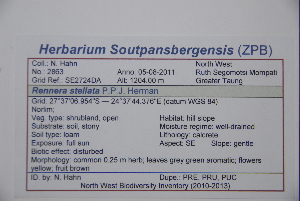 Herbarium Soutpansbergensis (ZPB)
Coll.: N. Hahn North West
No.: 2863 Anno: 05-08-2011 Ruth Segomotsi Mompati
Grid Ref.: SE2724DA Alt: 1204.00 m Greater Taung
Rennera stellata P.P.J. Herman
Grid: 27°37'06.954"S — 24°37'44.376"E (datum WGS 84)
Norlim;
Veg. type: shrubland, open Habitat: hill slope
Substrate: soil, stony Moisture regime: well-drained
Soil type: loam Lithology: calcrete
Exposure: full sun Aspect: SE Slope: gentle
Biotic effect: disturbed
Morphology: common 0.25 m herb; leaves grey green aromatic; flowers
yellow; fruit brown
ID. by: N. Hahn Dupe.: PRE, PRU, PUC
North West Biodiversity Inventory (2010-2013)